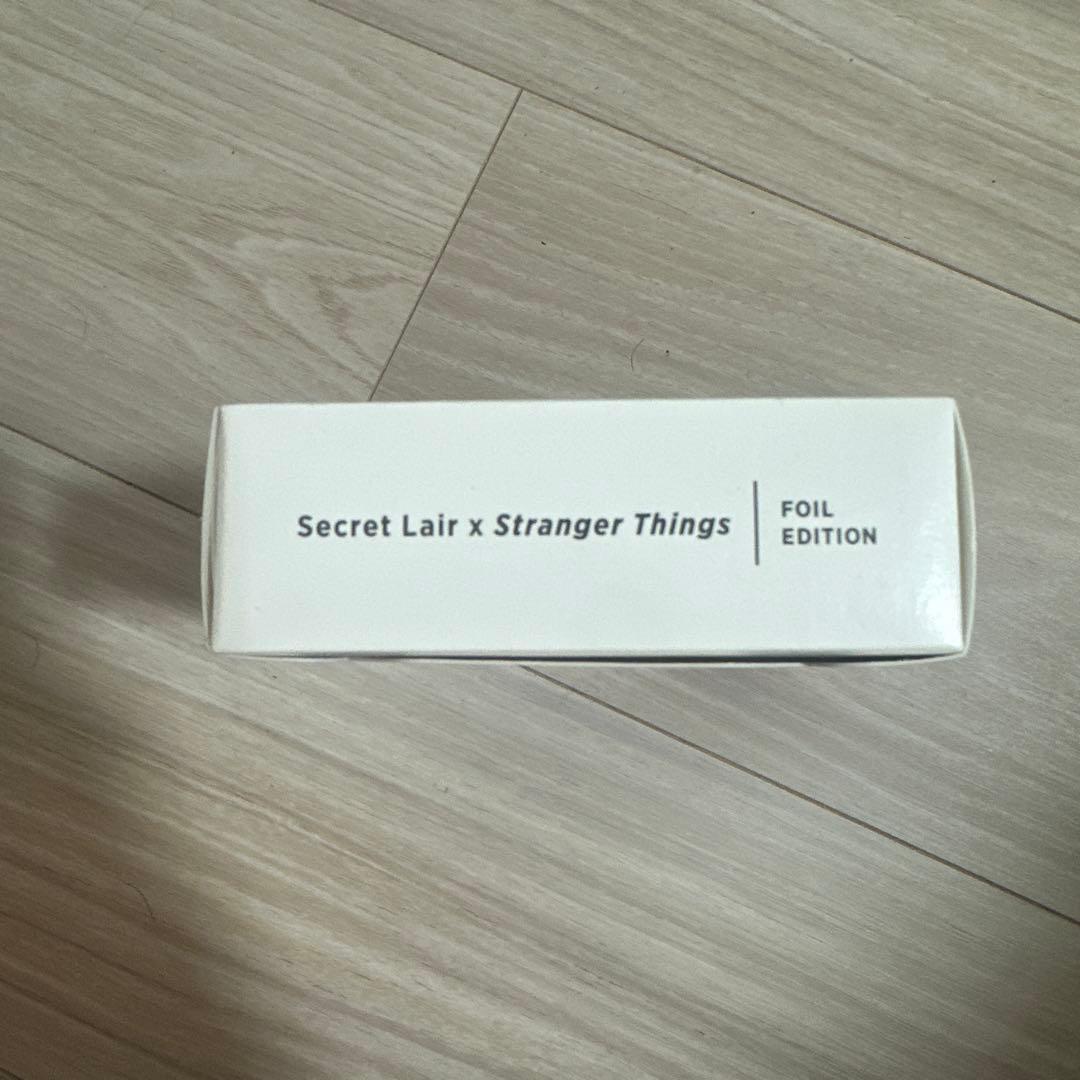 Secret Lair x Stranger Things
FOIL
EDITION